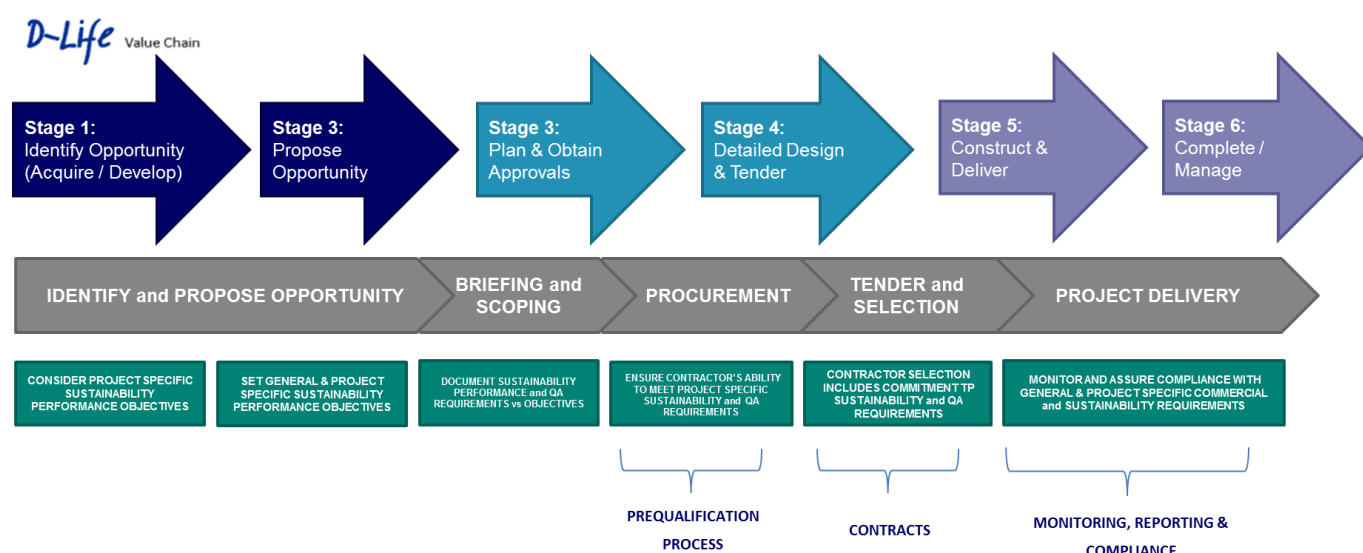 D~Life Value Chain
Stage 1:
Identify Opportunity
(Acquire / Develop)
Stage 3:
Propose
Opportunity
Stage 3:
Plan & Obtain
Approvals
Stage 4:
Detailed Design
& Tender
Stage 5:
Construct &
Deliver
Stage 6:
Complete /
Manage
IDENTIFY and PROPOSE OPPORTUNITY
BRIEFING and
SCOPING
PROCUREMENT
TENDER and
SELECTION
PROJECT DELIVERY
CONSIDER PROJECT SPECIFIC
SUSTAINABILITY
PERFORMANCE OBJECTIVES
SET GENERAL & PROJECT
SPECIFIC SUSTAINABILITY
PERFORMANCE OBJECTIVES
DOCUMENT SUSTAINABILITY
PERFORMANCE and QA
REQUIREMENTS vs OBJECTIVES
ENSURE CONTRACTOR'S ABILITY
TO MEET PROJECT SPECIFIC
SUSTAINABILITY and QA
REQUIREMENTS
CONTRACTOR SELECTION
INCLUDES COMMITMENT TP
SUSTAINABILITY and QA
REQUIREMENTS
MONITOR AND ASSURE COMPLIANCE WITH
GENERAL & PROJECT SPECIFIC COMMERCIAL
and SUSTAINABILITY REQUIREMENTS
PREQUALIFICATION
PROCESS
CONTRACTS
MONITORING, REPORTING &
COMPLIANCE